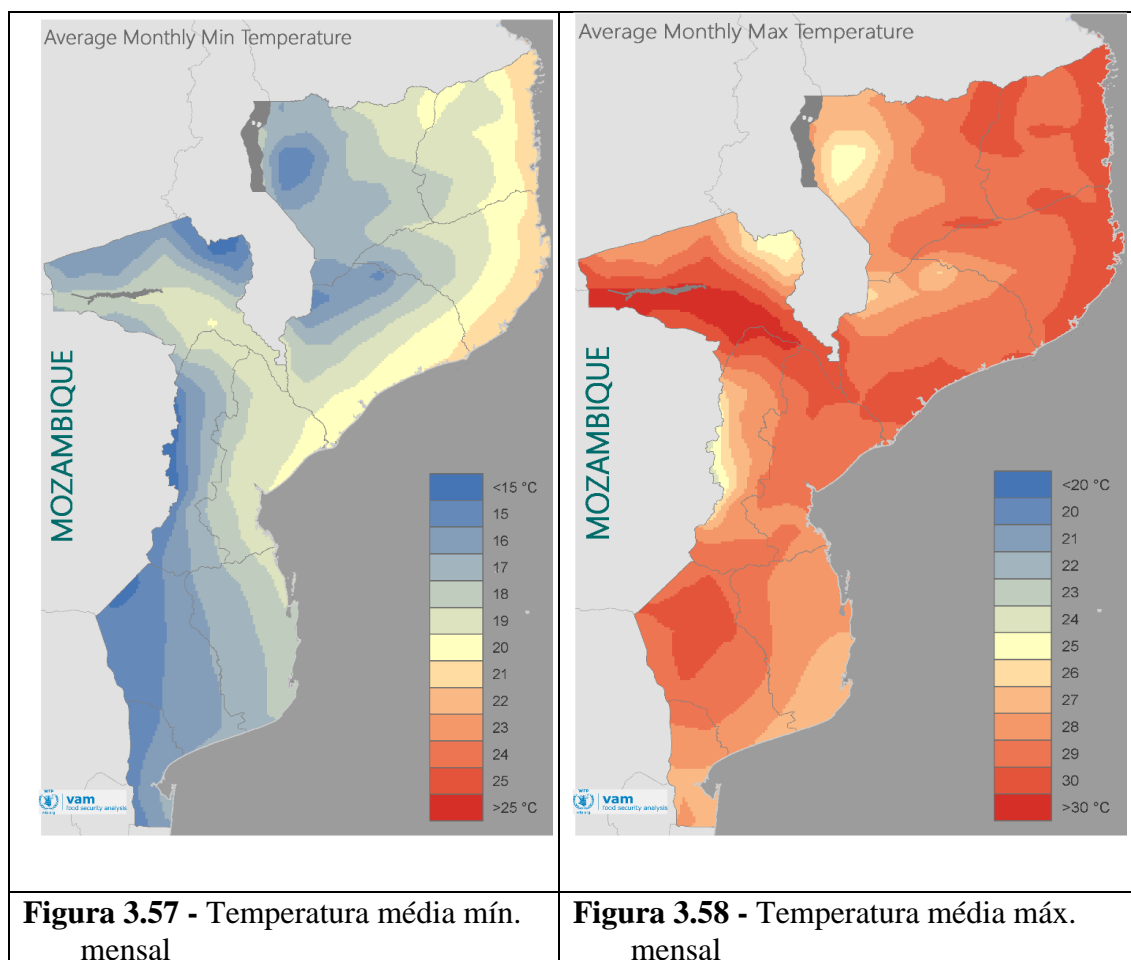 Average Monthly Min Temperature
MOZAMBIQUE
<15 °C
15
16
17
18
19
20
21
22
23
24
25
>25 °C
WFP
vam
food security analysis
Figura 3.57 - Temperatura média mín.
mensal
Average Monthly Max Temperature
MOZAMBIQUE
<20 °C
20
21
22
23
24
25
26
27
28
29
30
>30 °C
WFP
vam
food security analysis
Figura 3.58 - Temperatura média máx.
mensal